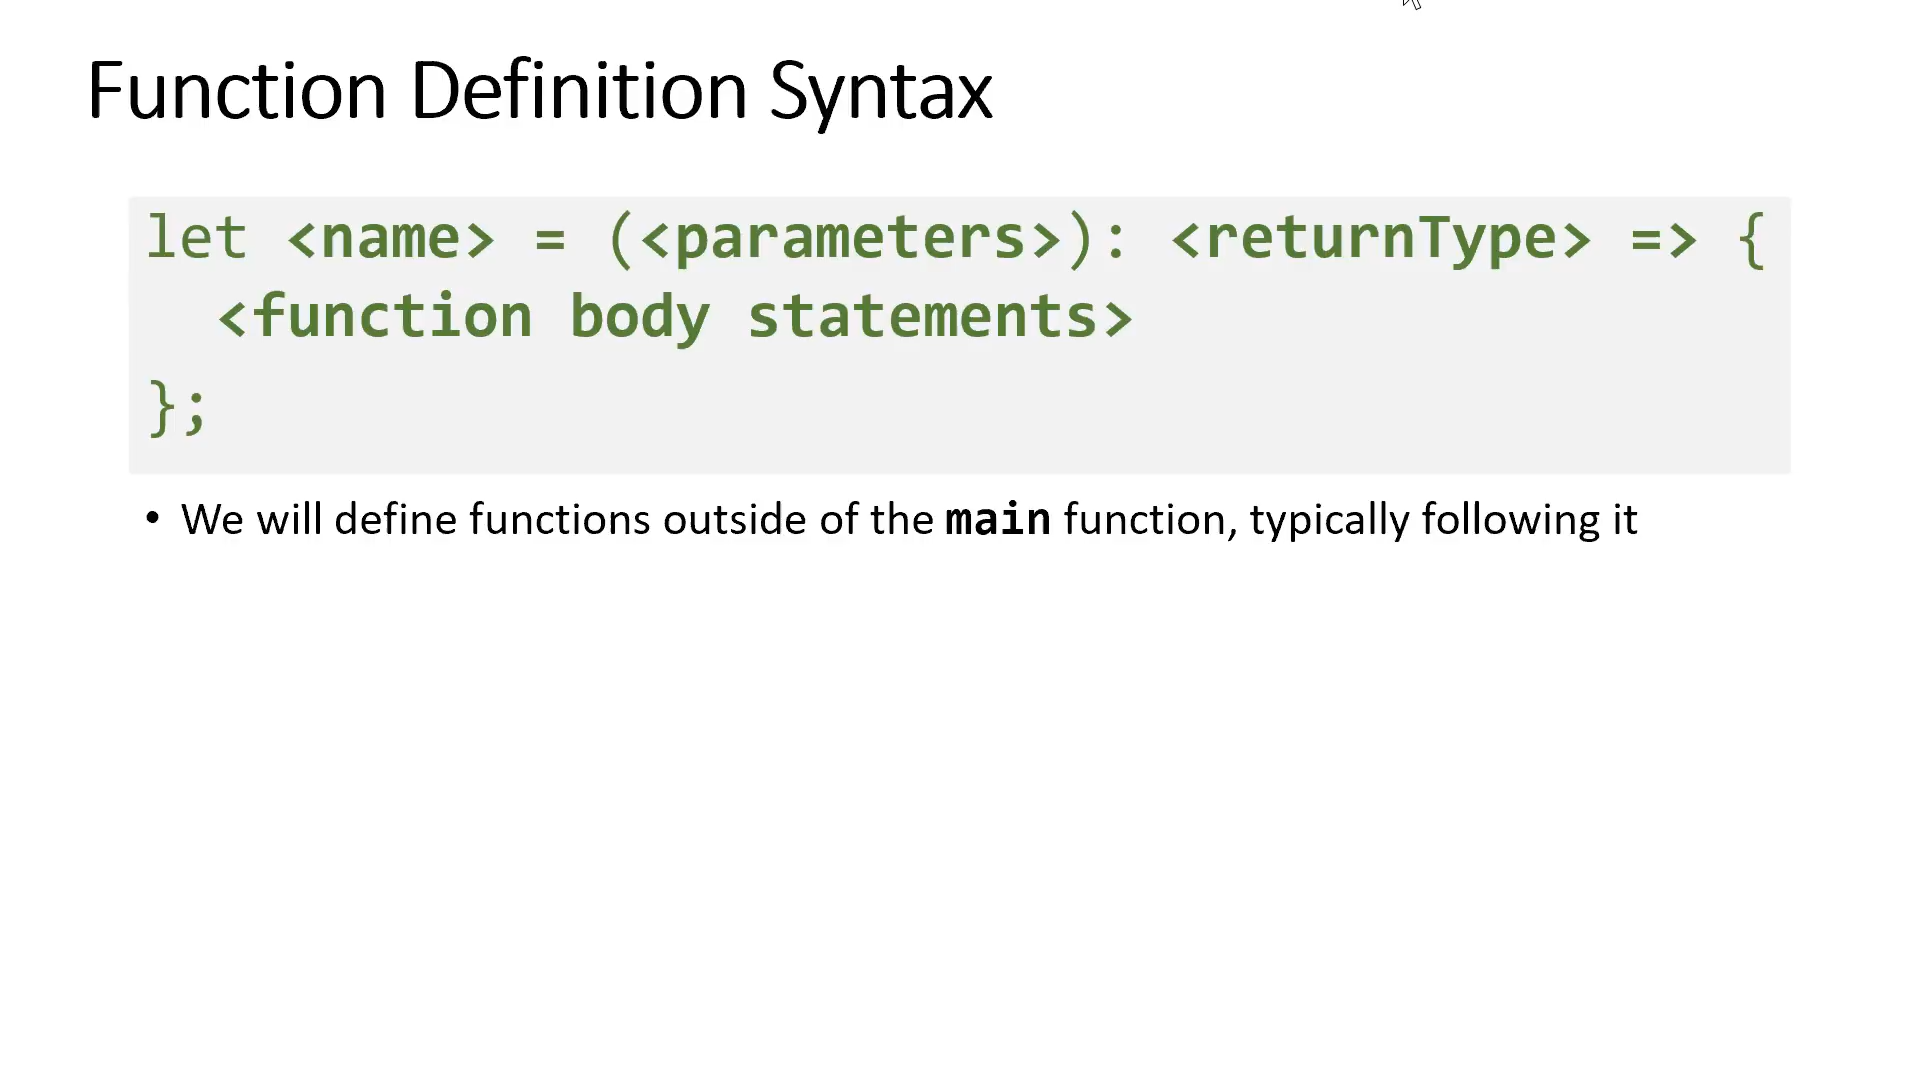 Function Definition Syntax
let <name> = (<parameters>): <returnType> => {
<function body statements>
};
• We will define functions outside of the main function, typically following it